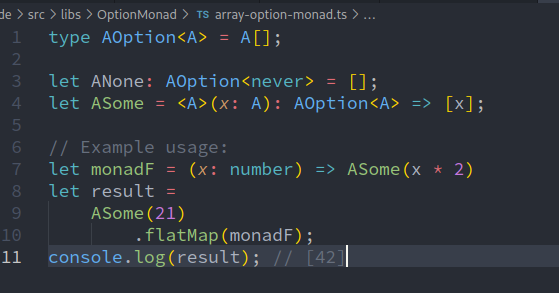 de > src > libs > OptionMonad > TS array-option-monad.ts > ...
1 type AOption<A> = A[];
2
3 let ANone: AOption<never> = [];
4 let ASome = <A>(x: A): AOption<A> => [x];
5
6 // Example usage:
7 let monadF = (x: number) => ASome(x * 2)
8 let result =
9 ASome(21)
10 .flatMap(monadF);
11 console.log(result); // [42]